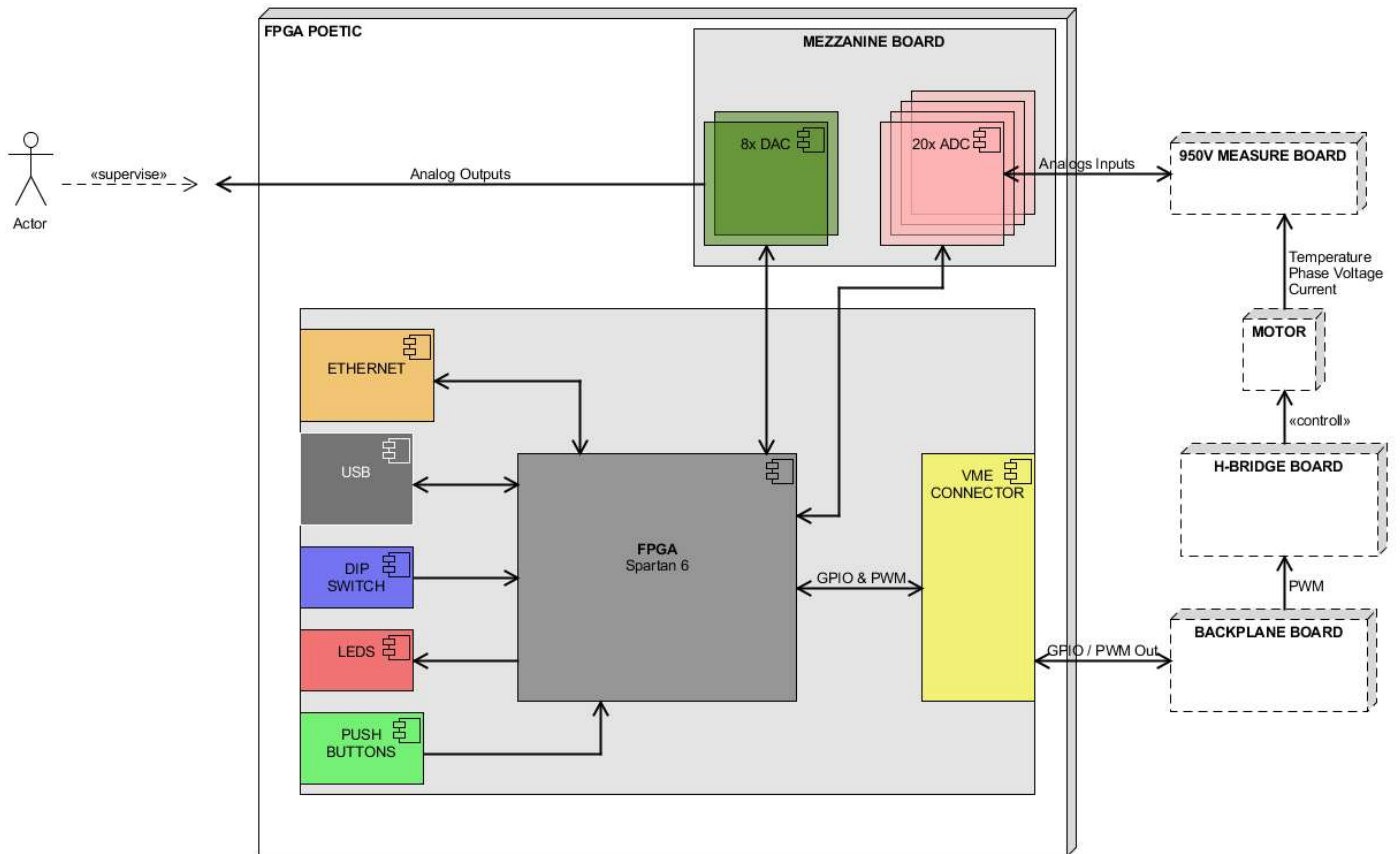 FPGA POETIC
MEZZANINE BOARD
8x DAC
20x ADC
«supervise»
Actor
Analog Outputs
Analogs Inputs
950V MEASURE BOARD
Temperature
Phase Voltage
Current
MOTOR
«controll»
H-BRIDGE BOARD
PWM
BACKPLANE BOARD
ETHERNET
USB
DIP
SWITCH
LEDS
PUSH
BUTTONS
FPGA
Spartan 6
GPIO & PWM
VME
CONNECTOR
GPIO / PWM Out